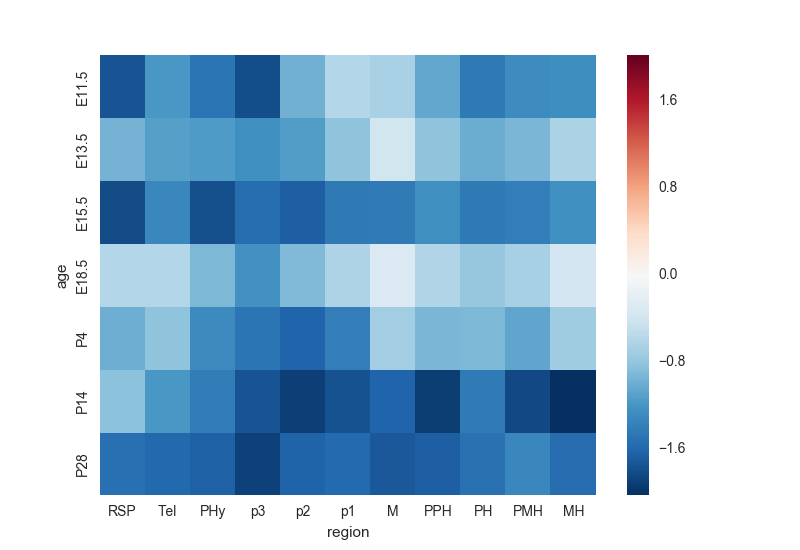 E11.5
E13.5
E15.5
E18.5
P4
P14
P28
age
RSP Tel PHy p3 p2 p1 M PPH PH PMH MH
region
1.6
0.8
0.0
−0.8
−1.6